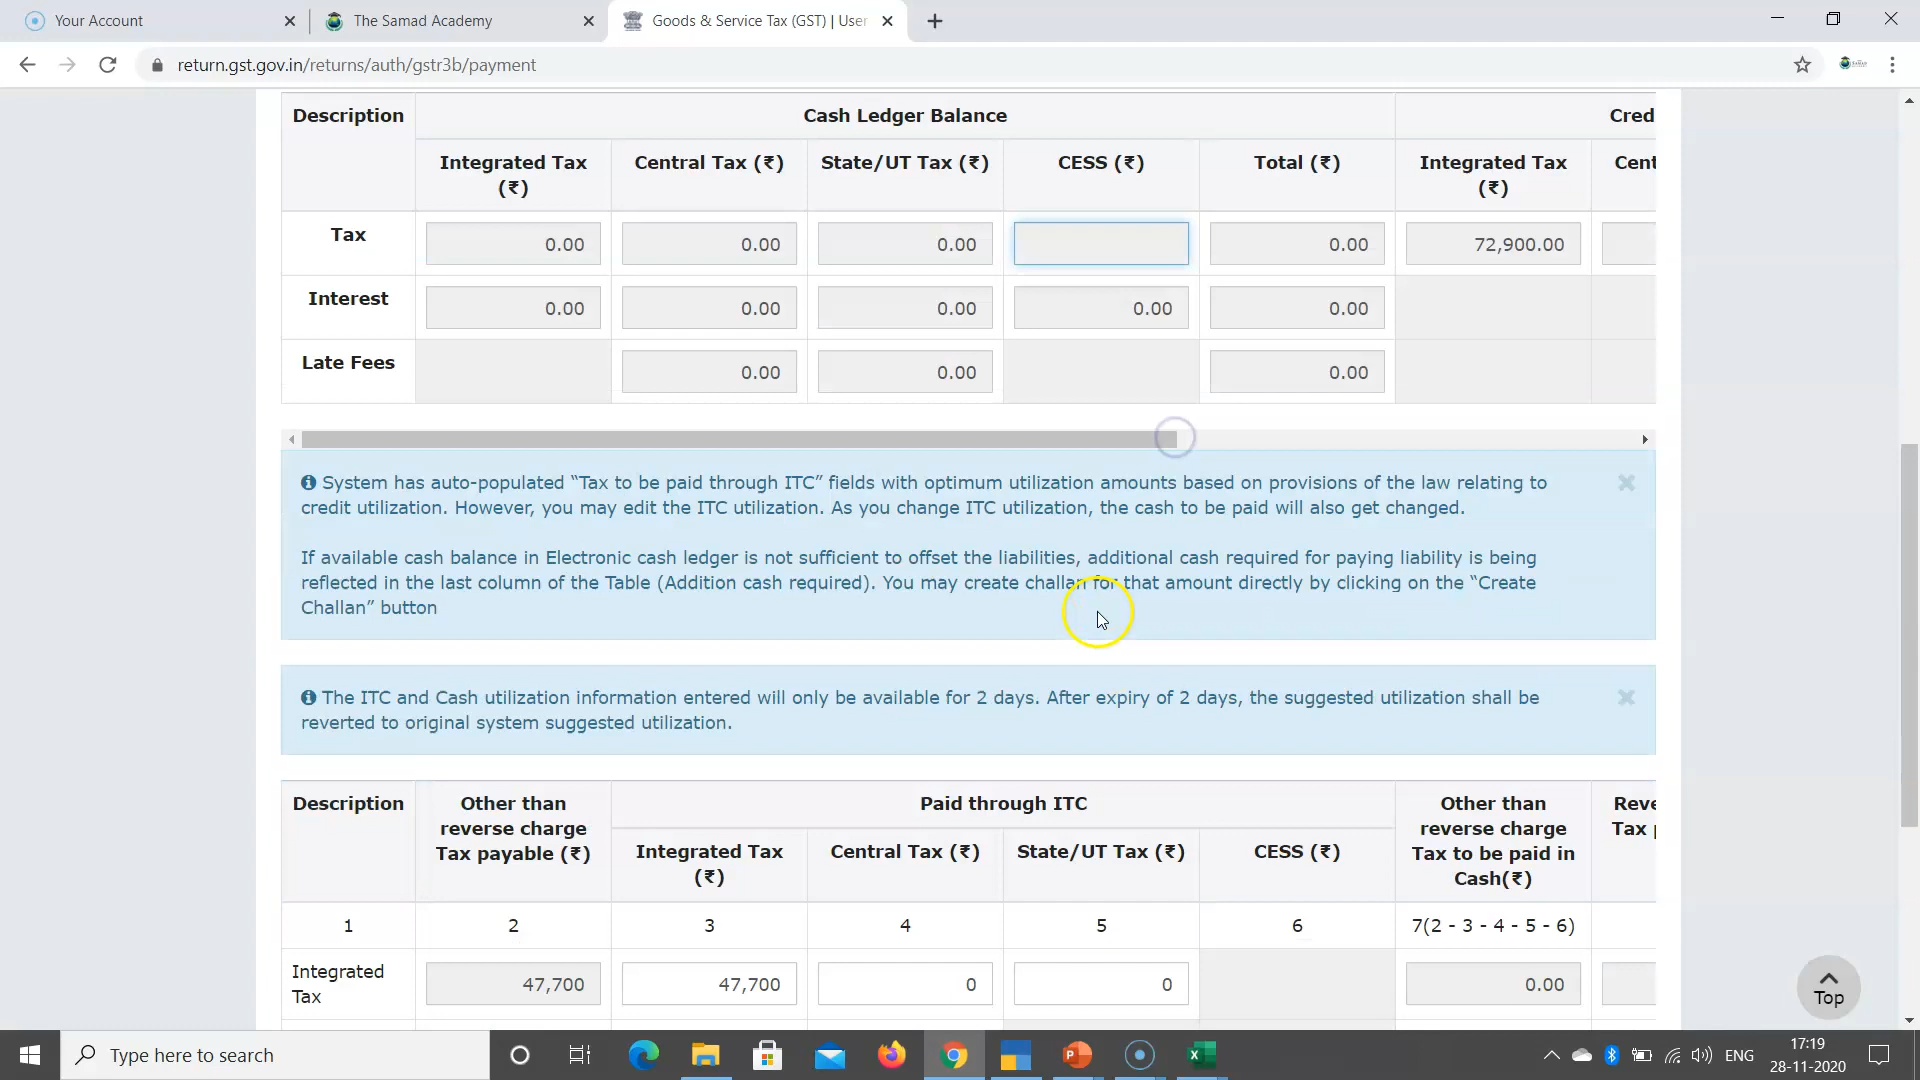 Your Account
The Samad Academy
Goods & Service Tax (GST) | User
return.gst.gov.in/returns/auth/gstr3b/payment
Description
Cash Ledger Balance
Cred
Integrated Tax
(₹)
Central Tax (₹)
State/UT Tax (₹)
CESS (₹)
Total (₹)
Integrated Tax
(₹)
Cent
Tax
0.00
0.00
0.00
0.00
72,900.00
Interest
0.00
0.00
0.00
0.00
0.00
Late Fees
0.00
0.00
0.00
System has auto-populated “Tax to be paid through ITC” fields with optimum utilization amounts based on provisions of the law relating to
credit utilization. However, you may edit the ITC utilization. As you change ITC utilization, the cash to be paid will also get changed.
If available cash balance in Electronic cash ledger is not sufficient to offset the liabilities, additional cash required for paying liability is being
reflected in the last column of the Table (Addition cash required). You may create challan for that amount directly by clicking on the “Create
Challan” button
The ITC and Cash utilization information entered will only be available for 2 days. After expiry of 2 days, the suggested utilization shall be
reverted to original system suggested utilization.
Description
Other than
reverse charge
Tax payable (₹)
Paid through ITC
Integrated Tax
(₹)
Central Tax (₹)
State/UT Tax (₹)
CESS (₹)
Other than
reverse charge
Tax to be paid in
Cash(₹)
Reve
Tax p
1
2
3
4
5
6
7(2 - 3 - 4 - 5 - 6)
Integrated
Tax
47,700
47,700
0
0
0.00
Top
Type here to search
ENG
17:19
28-11-2020